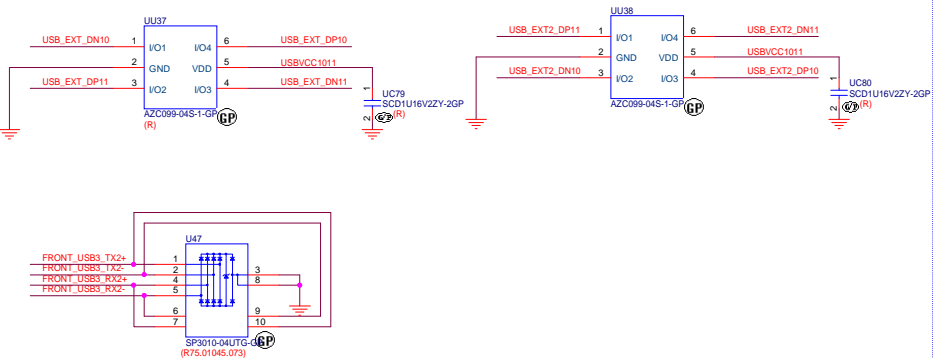 UU37
USB_EXT_DN10 1 I/O1 I/O4 6 USB_EXT_DP10
2 GND VDD 5 USBVCC1011
USB_EXT_DP11 3 I/O2 I/O3 4 USB_EXT_DN11
AZC099-04S-1-GP GP
(R)
1
UC79
SCD1U16V2ZY-2GP
2 (R)
UU38
USB_EXT2_DP11 1 I/O1 I/O4 6 USB_EXT2_DN11
2 GND VDD 5 USBVCC1011
USB_EXT2_DN10 3 I/O2 I/O3 4 USB_EXT2_DP10
AZC099-04S-1-GP GP
1
UC80
SCD1U16V2ZY-2GP
2 (R)
U47
FRONT_USB3_TX2+ 1
FRONT_USB3_TX2- 2 3
FRONT_USB3_RX2+ 4 8
FRONT_USB3_RX2- 5
6 9
7 10
GP
(R75.01045.073)